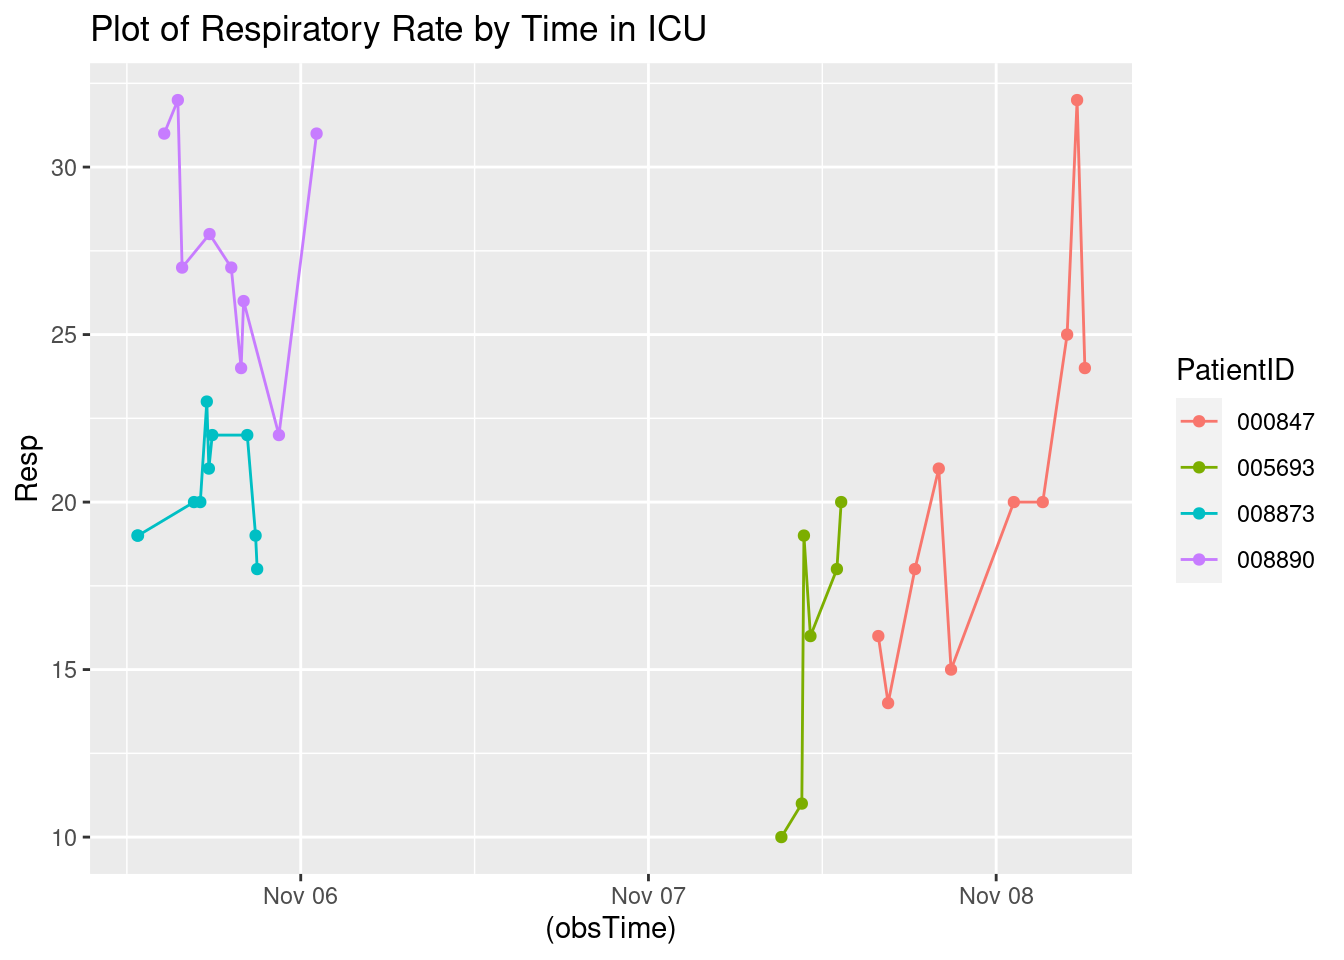 Plot of Respiratory Rate by Time in ICU
30
25
20
15
10
Resp
Nov 06
Nov 07
Nov 08
(obsTime)
PatientID
000847
005693
008873
008890